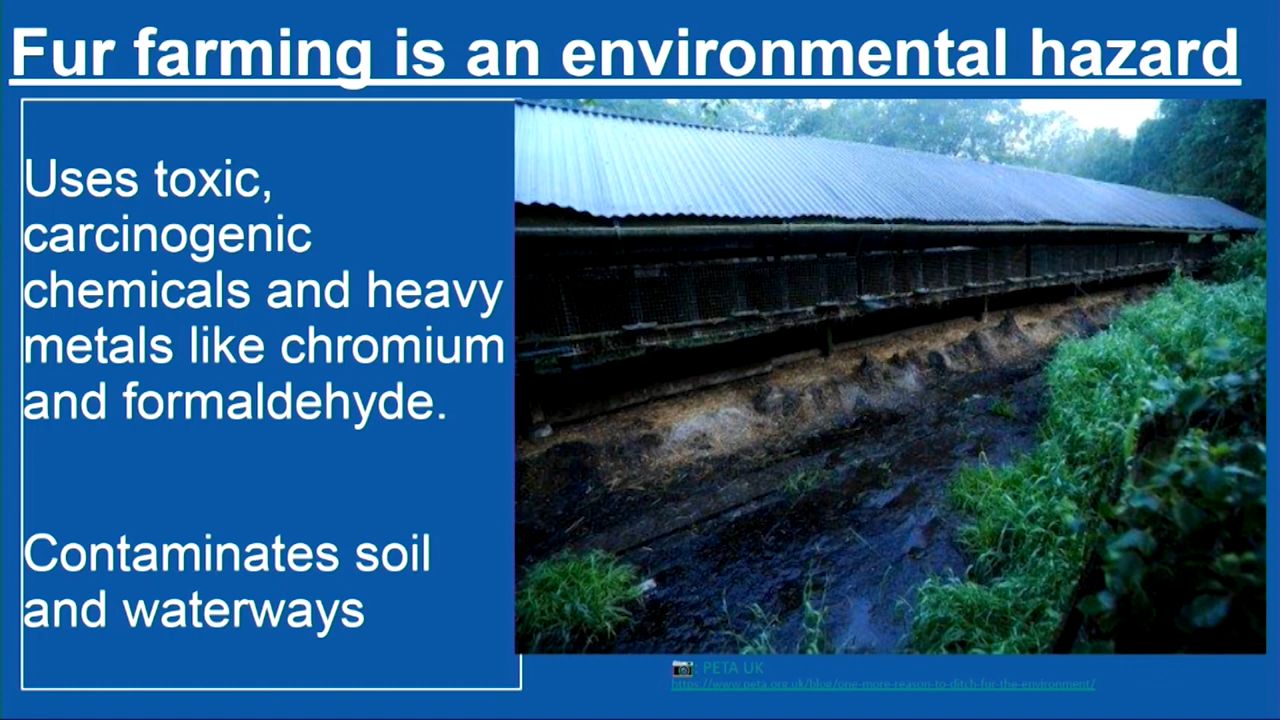 Fur farming is an environmental hazard
Uses toxic,
carcinogenic
chemicals and heavy
metals like chromium
and formaldehyde.
Contaminates soil
and waterways
: PETA UK
https://www.peta.org.uk/blog/one-more-reason-to-ditch-fur-the-environment/